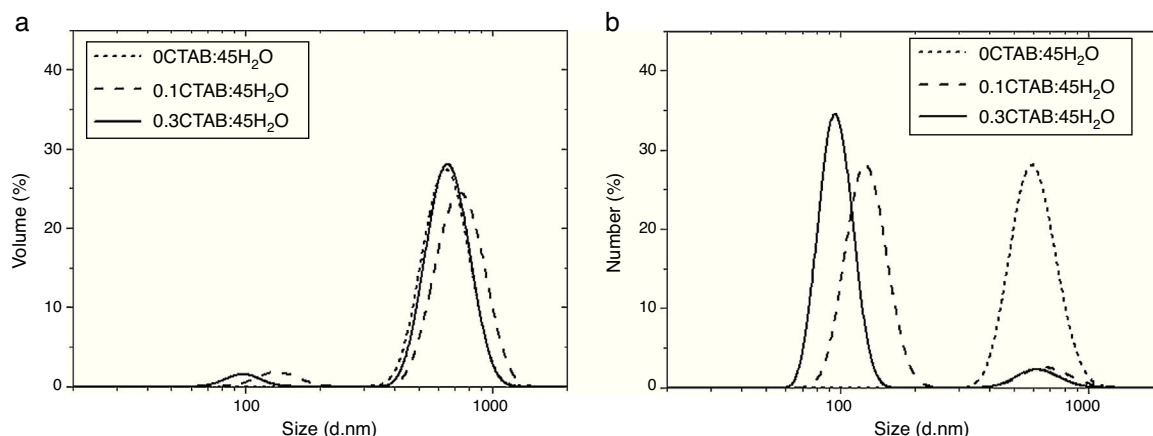 a
0CTAB:45H₂O
0.1CTAB:45H₂O
0.3CTAB:45H₂O
40
30
20
10
0
Volume (%)
100
1000
Size (d.nm)
b
0CTAB:45H₂O
0.1CTAB:45H₂O
0.3CTAB:45H₂O
40
30
20
10
0
Number (%)
100
1000
Size (d.nm)